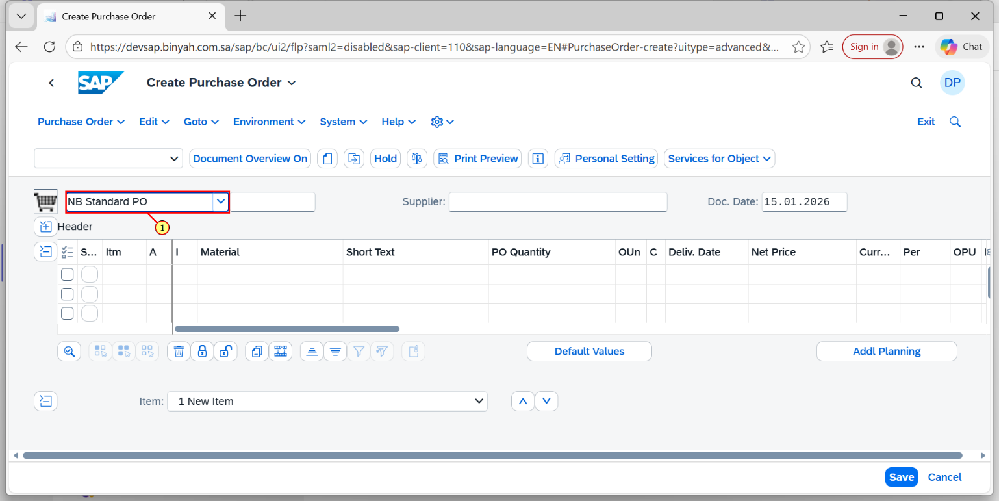 Create Purchase Order
https://devsap.binyah.com.sa/sap/bc/ui2/flp?saml2=disabled&sap-client=110&sap-language=EN#PurchaseOrder-create?uitype=advanced&...
Sign in
Chat
SAP
Create Purchase Order
DP
Purchase Order Edit Goto Environment System Help
Exit
Document Overview On Hold Print Preview Personal Setting Services for Object
NB Standard PO
Supplier:
Doc. Date: 15.01.2026
1
Header
S... Itm A I Material Short Text PO Quantity OUn C Deliv. Date Net Price Curr... Per OPU
Default Values
Addl Planning
Item: 1 New Item
Save Cancel